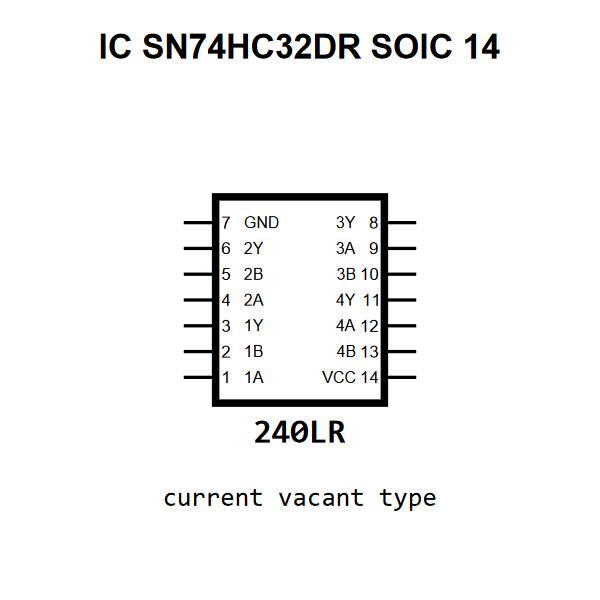 IC SN74HC32DR SOIC 14
7 GND 3Y 8
6 2Y 3A 9
5 2B 3B 10
4 2A 4Y 11
3 1Y 4A 12
2 1B 4B 13
1 1A VCC 14
240LR
current vacant type